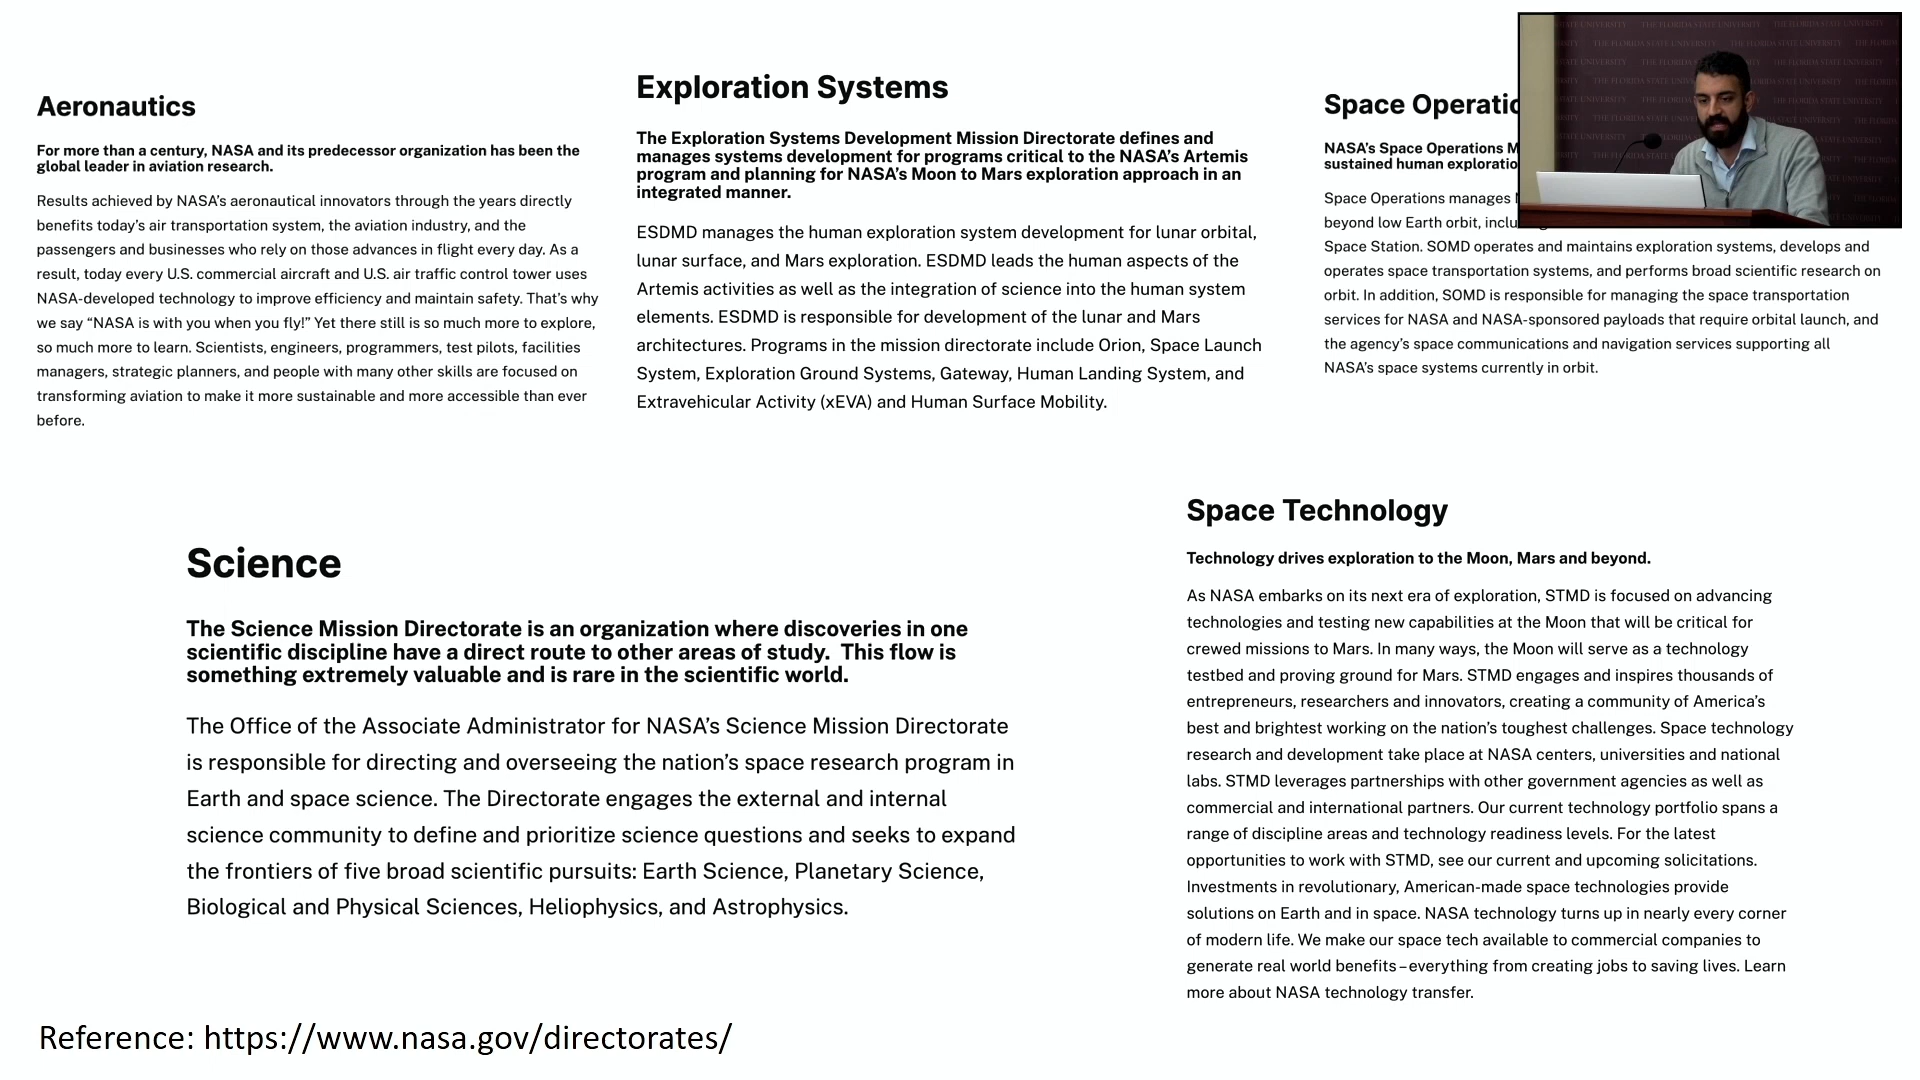 Aeronautics
For more than a century, NASA and its predecessor organization has been the
global leader in aviation research.
Results achieved by NASA’s aeronautical innovators through the years directly
benefits today’s air transportation system, the aviation industry, and the
passengers and businesses who rely on those advances in flight every day. As a
result, today every U.S. commercial aircraft and U.S. air traffic control tower uses
NASA-developed technology to improve efficiency and maintain safety. That’s why
we say “NASA is with you when you fly!” Yet there still is so much more to explore,
so much more to learn. Scientists, engineers, programmers, test pilots, facilities
managers, strategic planners, and people with many other skills are focused on
transforming aviation to make it more sustainable and more accessible than ever
before.
Exploration Systems
The Exploration Systems Development Mission Directorate defines and
manages systems development for programs critical to the NASA’s Artemis
program and planning for NASA’s Moon to Mars exploration approach in an
integrated manner.
ESDMD manages the human exploration system development for lunar orbital,
lunar surface, and Mars exploration. ESDMD leads the human aspects of the
Artemis activities as well as the integration of science into the human system
elements. ESDMD is responsible for development of the lunar and Mars
architectures. Programs in the mission directorate include Orion, Space Launch
System, Exploration Ground Systems, Gateway, Human Landing System, and
Extravehicular Activity (xEVA) and Human Surface Mobility.
Space
NASA’s Space Operations
sustained human
Space Operations manages
beyond low Earth orbit,
Space Station. SOMD operates and maintains exploration systems, develops and
operates space transportation systems, and performs broad scientific research on
orbit. In addition, SOMD is responsible for managing the space transportation
services for NASA and NASA-sponsored payloads that require orbital launch, and
the agency’s space communications and navigation services supporting all
NASA’s space systems currently in orbit.
THE FLORIDA STATE UNIVERSITY
Science
The Science Mission Directorate is an organization where discoveries in one
scientific discipline have a direct route to other areas of study. This flow is
something extremely valuable and is rare in the scientific world.
The Office of the Associate Administrator for NASA’s Science Mission Directorate
is responsible for directing and overseeing the nation’s space research program in
Earth and space science. The Directorate engages the external and internal
science community to define and prioritize science questions and seeks to expand
the frontiers of five broad scientific pursuits: Earth Science, Planetary Science,
Biological and Physical Sciences, Heliophysics, and Astrophysics.
Space Technology
Technology drives exploration to the Moon, Mars and beyond.
As NASA embarks on its next era of exploration, STMD is focused on advancing
technologies and testing new capabilities at the Moon that will be critical for
crewed missions to Mars. In many ways, the Moon will serve as a technology
testbed and proving ground for Mars. STMD engages and inspires thousands of
entrepreneurs, researchers and innovators, creating a community of America’s
best and brightest working on the nation’s toughest challenges. Space technology
research and development take place at NASA centers, universities and national
labs. STMD leverages partnerships with other government agencies as well as
commercial and international partners. Our current technology portfolio spans a
range of discipline areas and technology readiness levels. For the latest
opportunities to work with STMD, see our current and upcoming solicitations.
Investments in revolutionary, American-made space technologies provide
solutions on Earth and in space. NASA technology turns up in nearly every corner
of modern life. We make our space tech available to commercial companies to
generate real world benefits – everything from creating jobs to saving lives. Learn
more about NASA technology transfer.
Reference: https://www.nasa.gov/directorates/